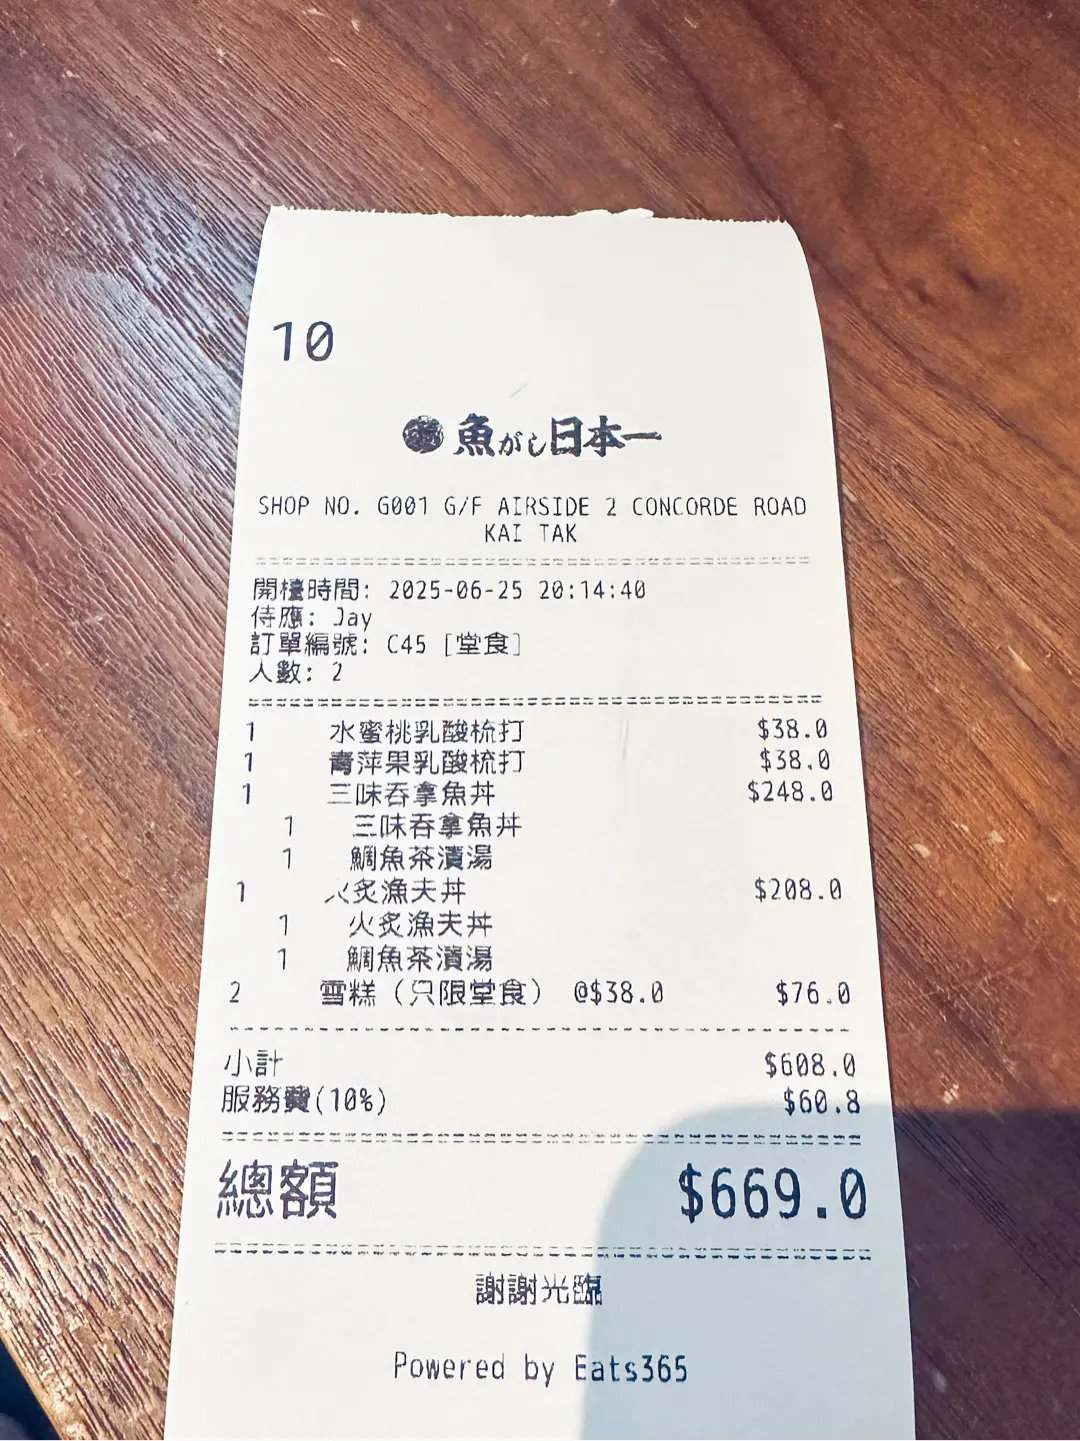 10
魚がし日本一
SHOP NO. G001 G/F AIRSIDE 2 CONCORDE ROAD
KAI TAK
開檯時間: 2025-06-25 20:14:40
侍應: Jay
訂單編號: C45 [堂食]
人數: 2
1 水蜜桃乳酸梳打 $38.0
1 青萍果乳酸梳打 $38.0
1 三味吞拿魚丼 $248.0
1 三味吞拿魚丼
1 鯛魚茶漬湯
1 火炙漁夫丼 $208.0
1 火炙漁夫丼
1 鯛魚茶漬湯
2 雪糕（只限堂食） @$38.0 $76.0
小計 $608.0
服務費(10%) $60.8
總額 $669.0
謝謝光臨
Powered by Eats365